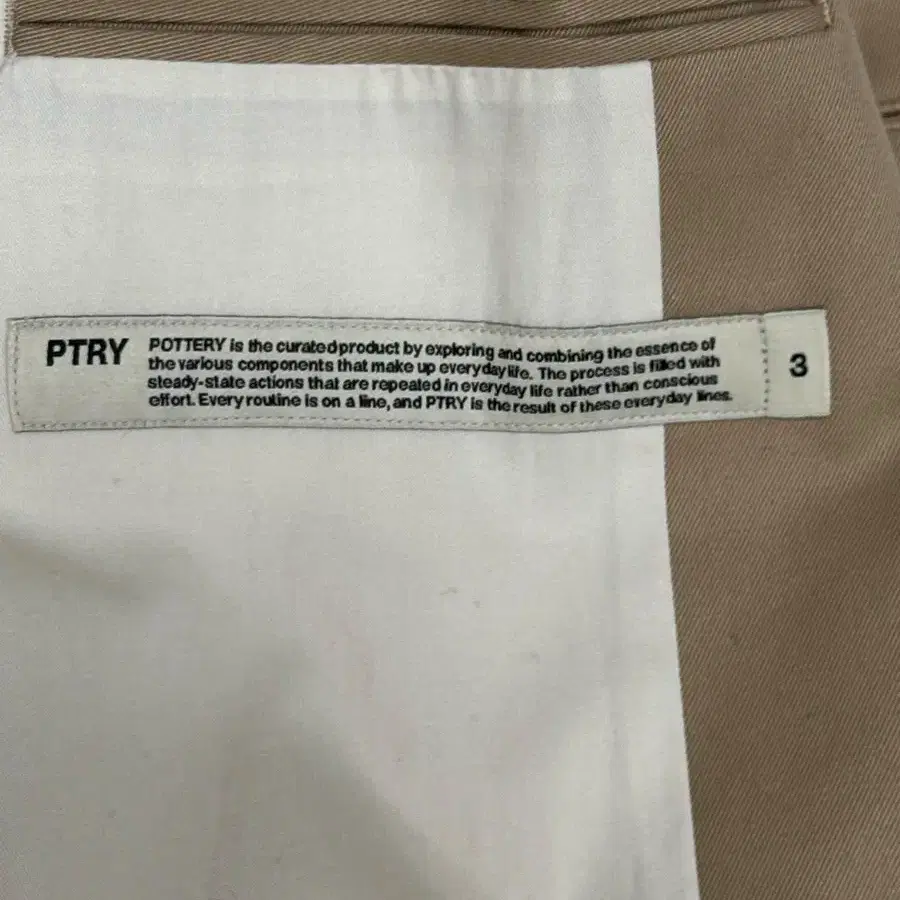 PTRY
POTTERY is the curated product by exploring and combining the essence of
the various components that make up everyday life. The process is filled with
steady-state actions that are repeated in everyday life rather than conscious
effort. Every routine is on a line, and PTRY is the result of these everyday lines.
3